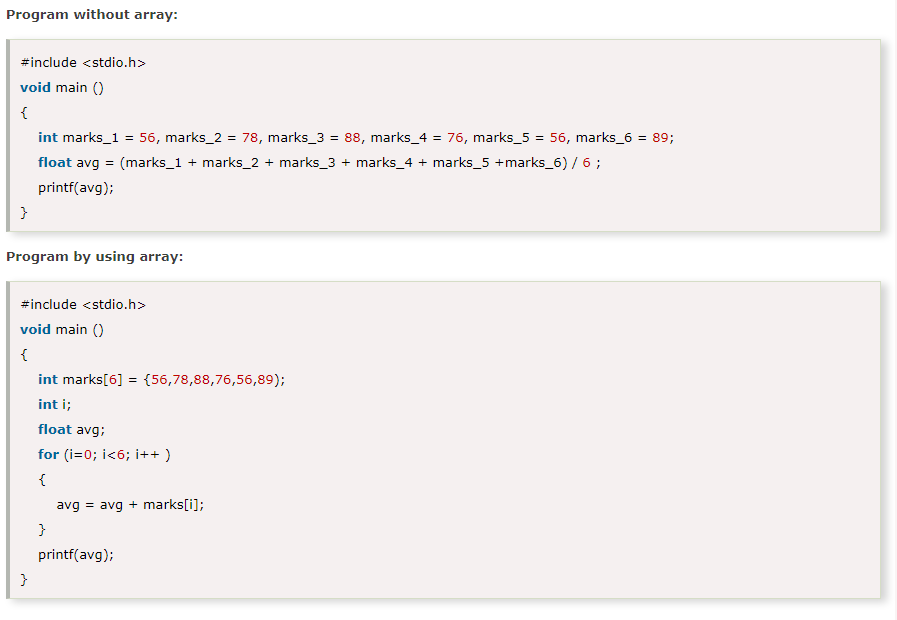 Program without array:
#include <stdio.h>
void main ()
{
int marks_1 = 56, marks_2 = 78, marks_3 = 88, marks_4 = 76, marks_5 = 56, marks_6 = 89;
float avg = (marks_1 + marks_2 + marks_3 + marks_4 + marks_5 +marks_6) / 6 ;
printf(avg);
}
Program by using array:
#include <stdio.h>
void main ()
{
int marks[6] = {56,78,88,76,56,89);
int i;
float avg;
for (i=0; i<6; i++ )
{
avg = avg + marks[i];
}
printf(avg);
}